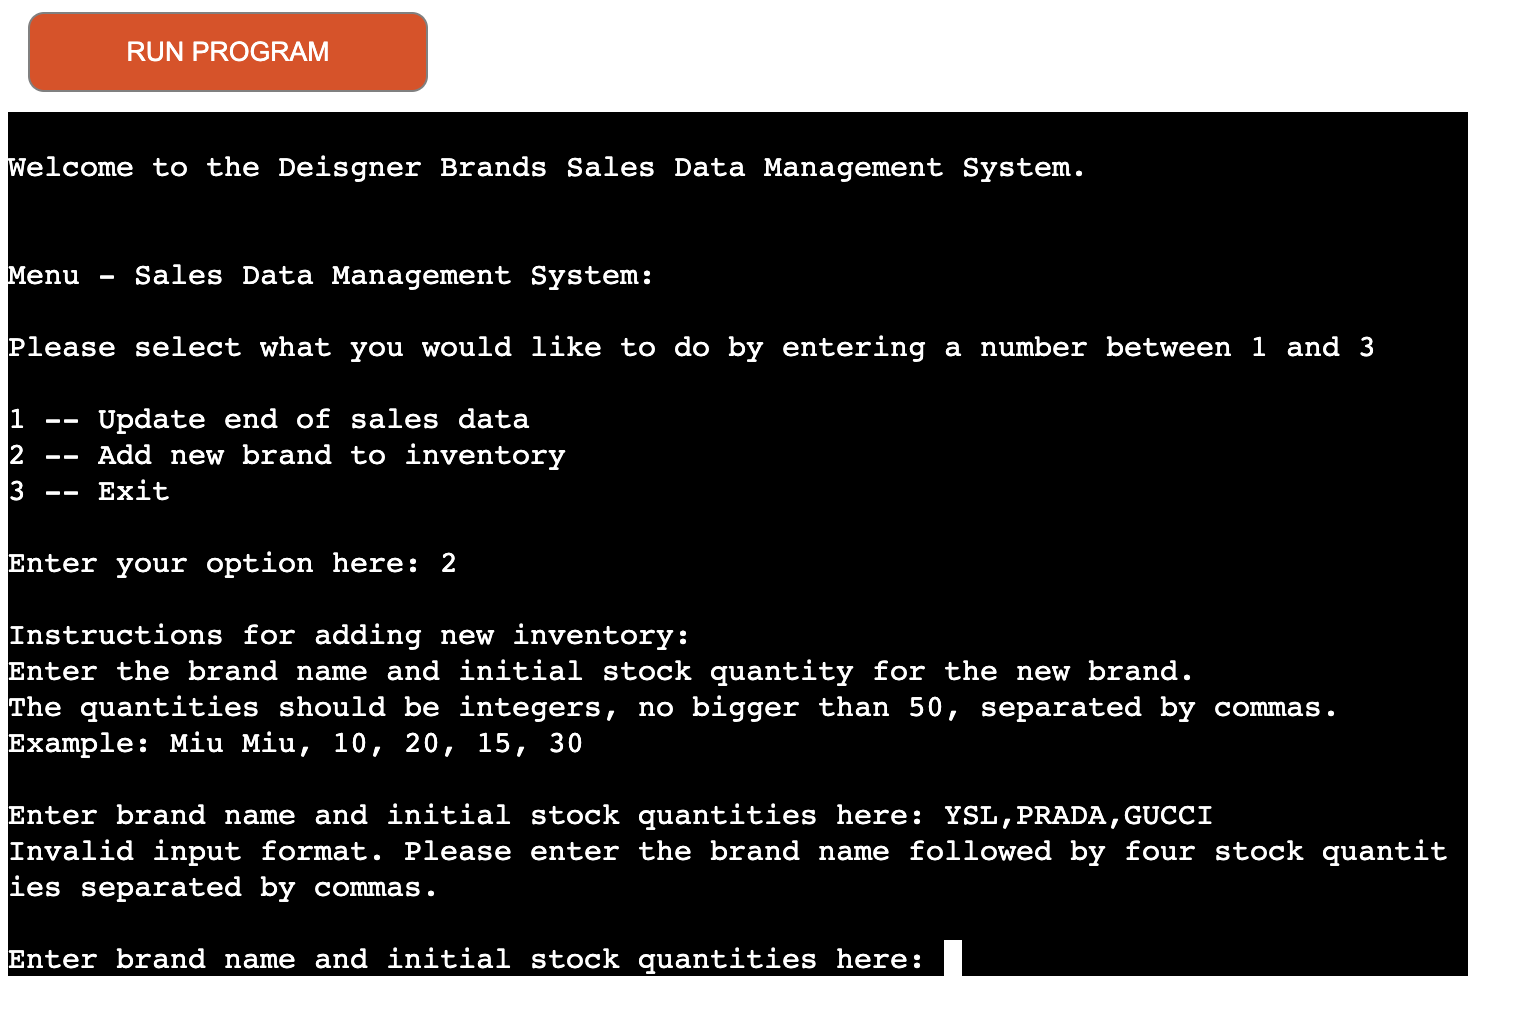 RUN PROGRAM
Welcome to the Deisgner Brands Sales Data Management System.
Menu - Sales Data Management System:
Please select what you would like to do by entering a number between 1 and 3
1 -- Update end of sales data
2 -- Add new brand to inventory
3 -- Exit
Enter your option here: 2
Instructions for adding new inventory:
Enter the brand name and initial stock quantity for the new brand.
The quantities should be integers, no bigger than 50, separated by commas.
Example: Miu Miu, 10, 20, 15, 30
Enter brand name and initial stock quantities here: YSL,PRADA,GUCCI
Invalid input format. Please enter the brand name followed by four stock quantit
ies separated by commas.
Enter brand name and initial stock quantities here: